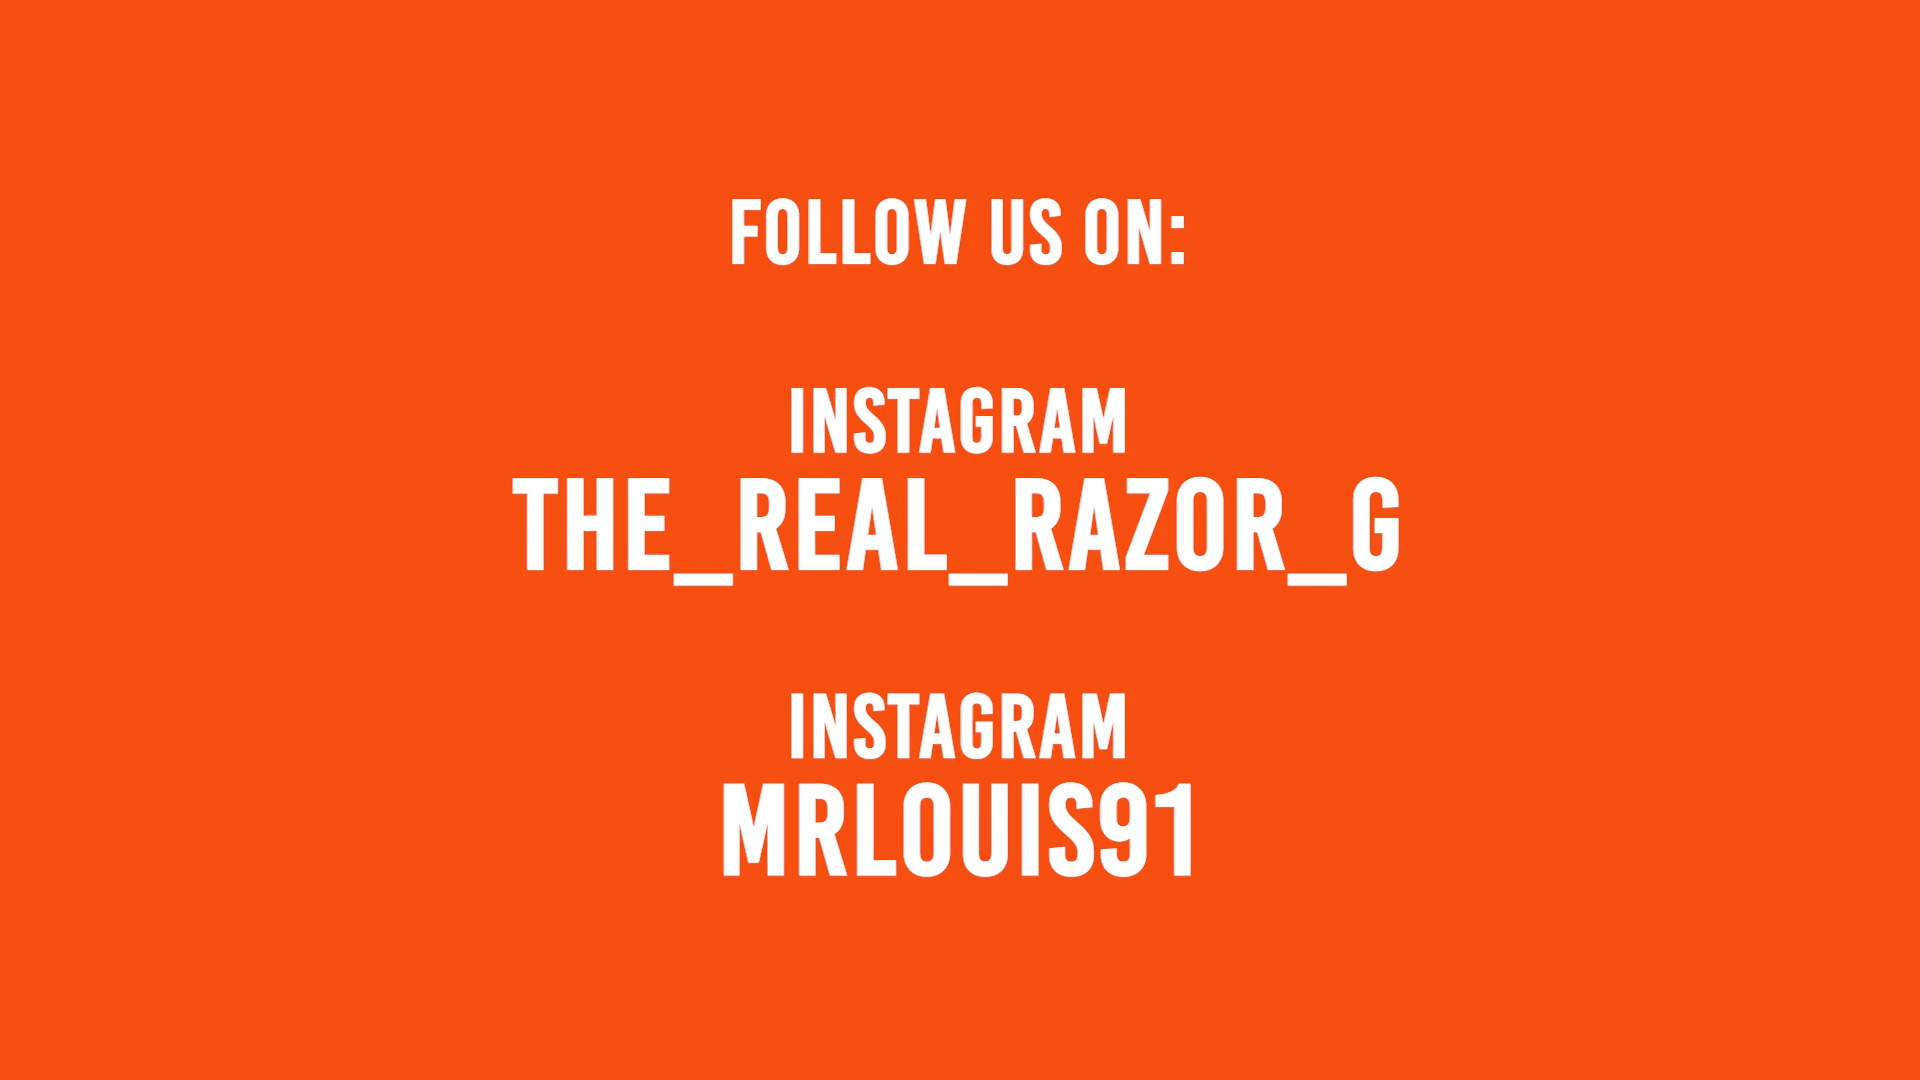 FOLLOW US ON:
INSTAGRAM
THE_REAL_RAZOR_G
INSTAGRAM
MRLOUIS91